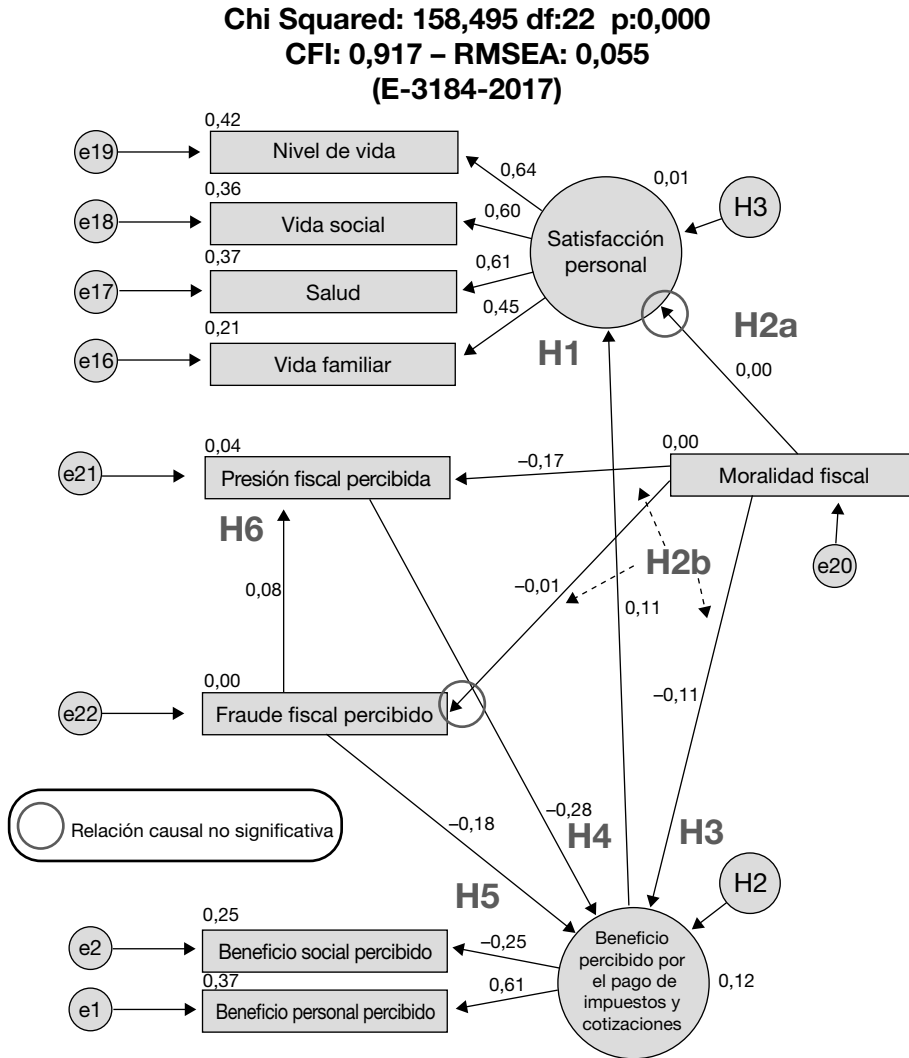 Chi Squared: 158,495 df:22 p:0,000
CFI: 0,917 – RMSEA: 0,055
(E-3184-2017)
e19
0,42
Nivel de vida
0,64
0,01
H3
e18
0,36
Vida social
0,60
Satisfacción
personal
e17
0,37
Salud
0,61
e16
0,21
Vida familiar
0,45
H1
H2a
0,00
e21
0,04
Presión fiscal percibida
–0,17
0,00
Moralidad fiscal
H6
H2b
e20
0,08
–0,01
0,11
e22
0,00
Fraude fiscal percibido
–0,11
Relación causal no significativa
–0,18
–0,28
H4
H3
H5
H2
e2
0,25
Beneficio social percibido
–0,25
e1
0,37
Beneficio personal percibido
0,61
Beneficio
percibido por
el pago de
impuestos y
cotizaciones
0,12